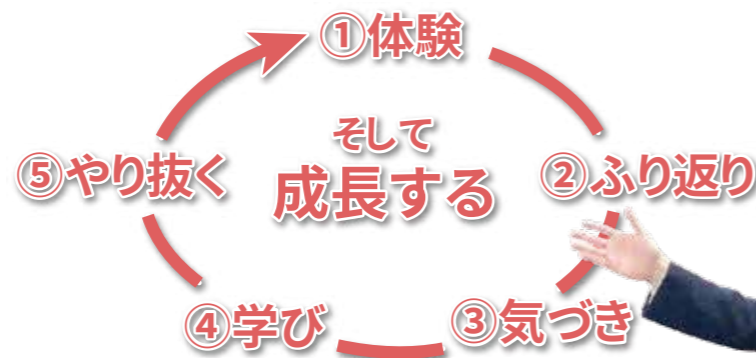 ①体験
②ふり返り
③気づき
④学び
⑤やり抜く
そして
成長する